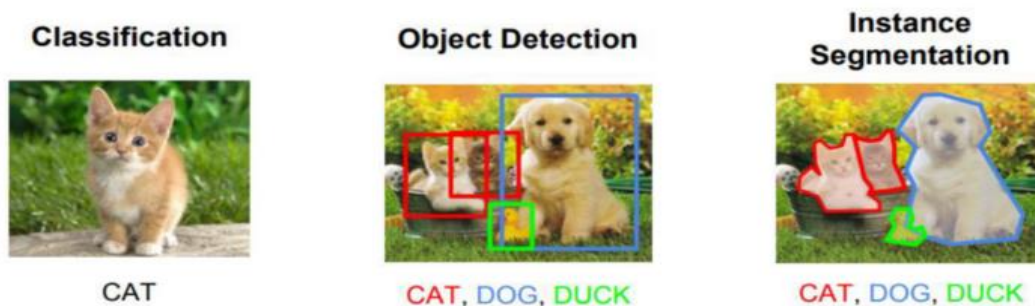 Classification
Object Detection
Instance
Segmentation
CAT
CAT, DOG, DUCK
CAT, DOG, DUCK